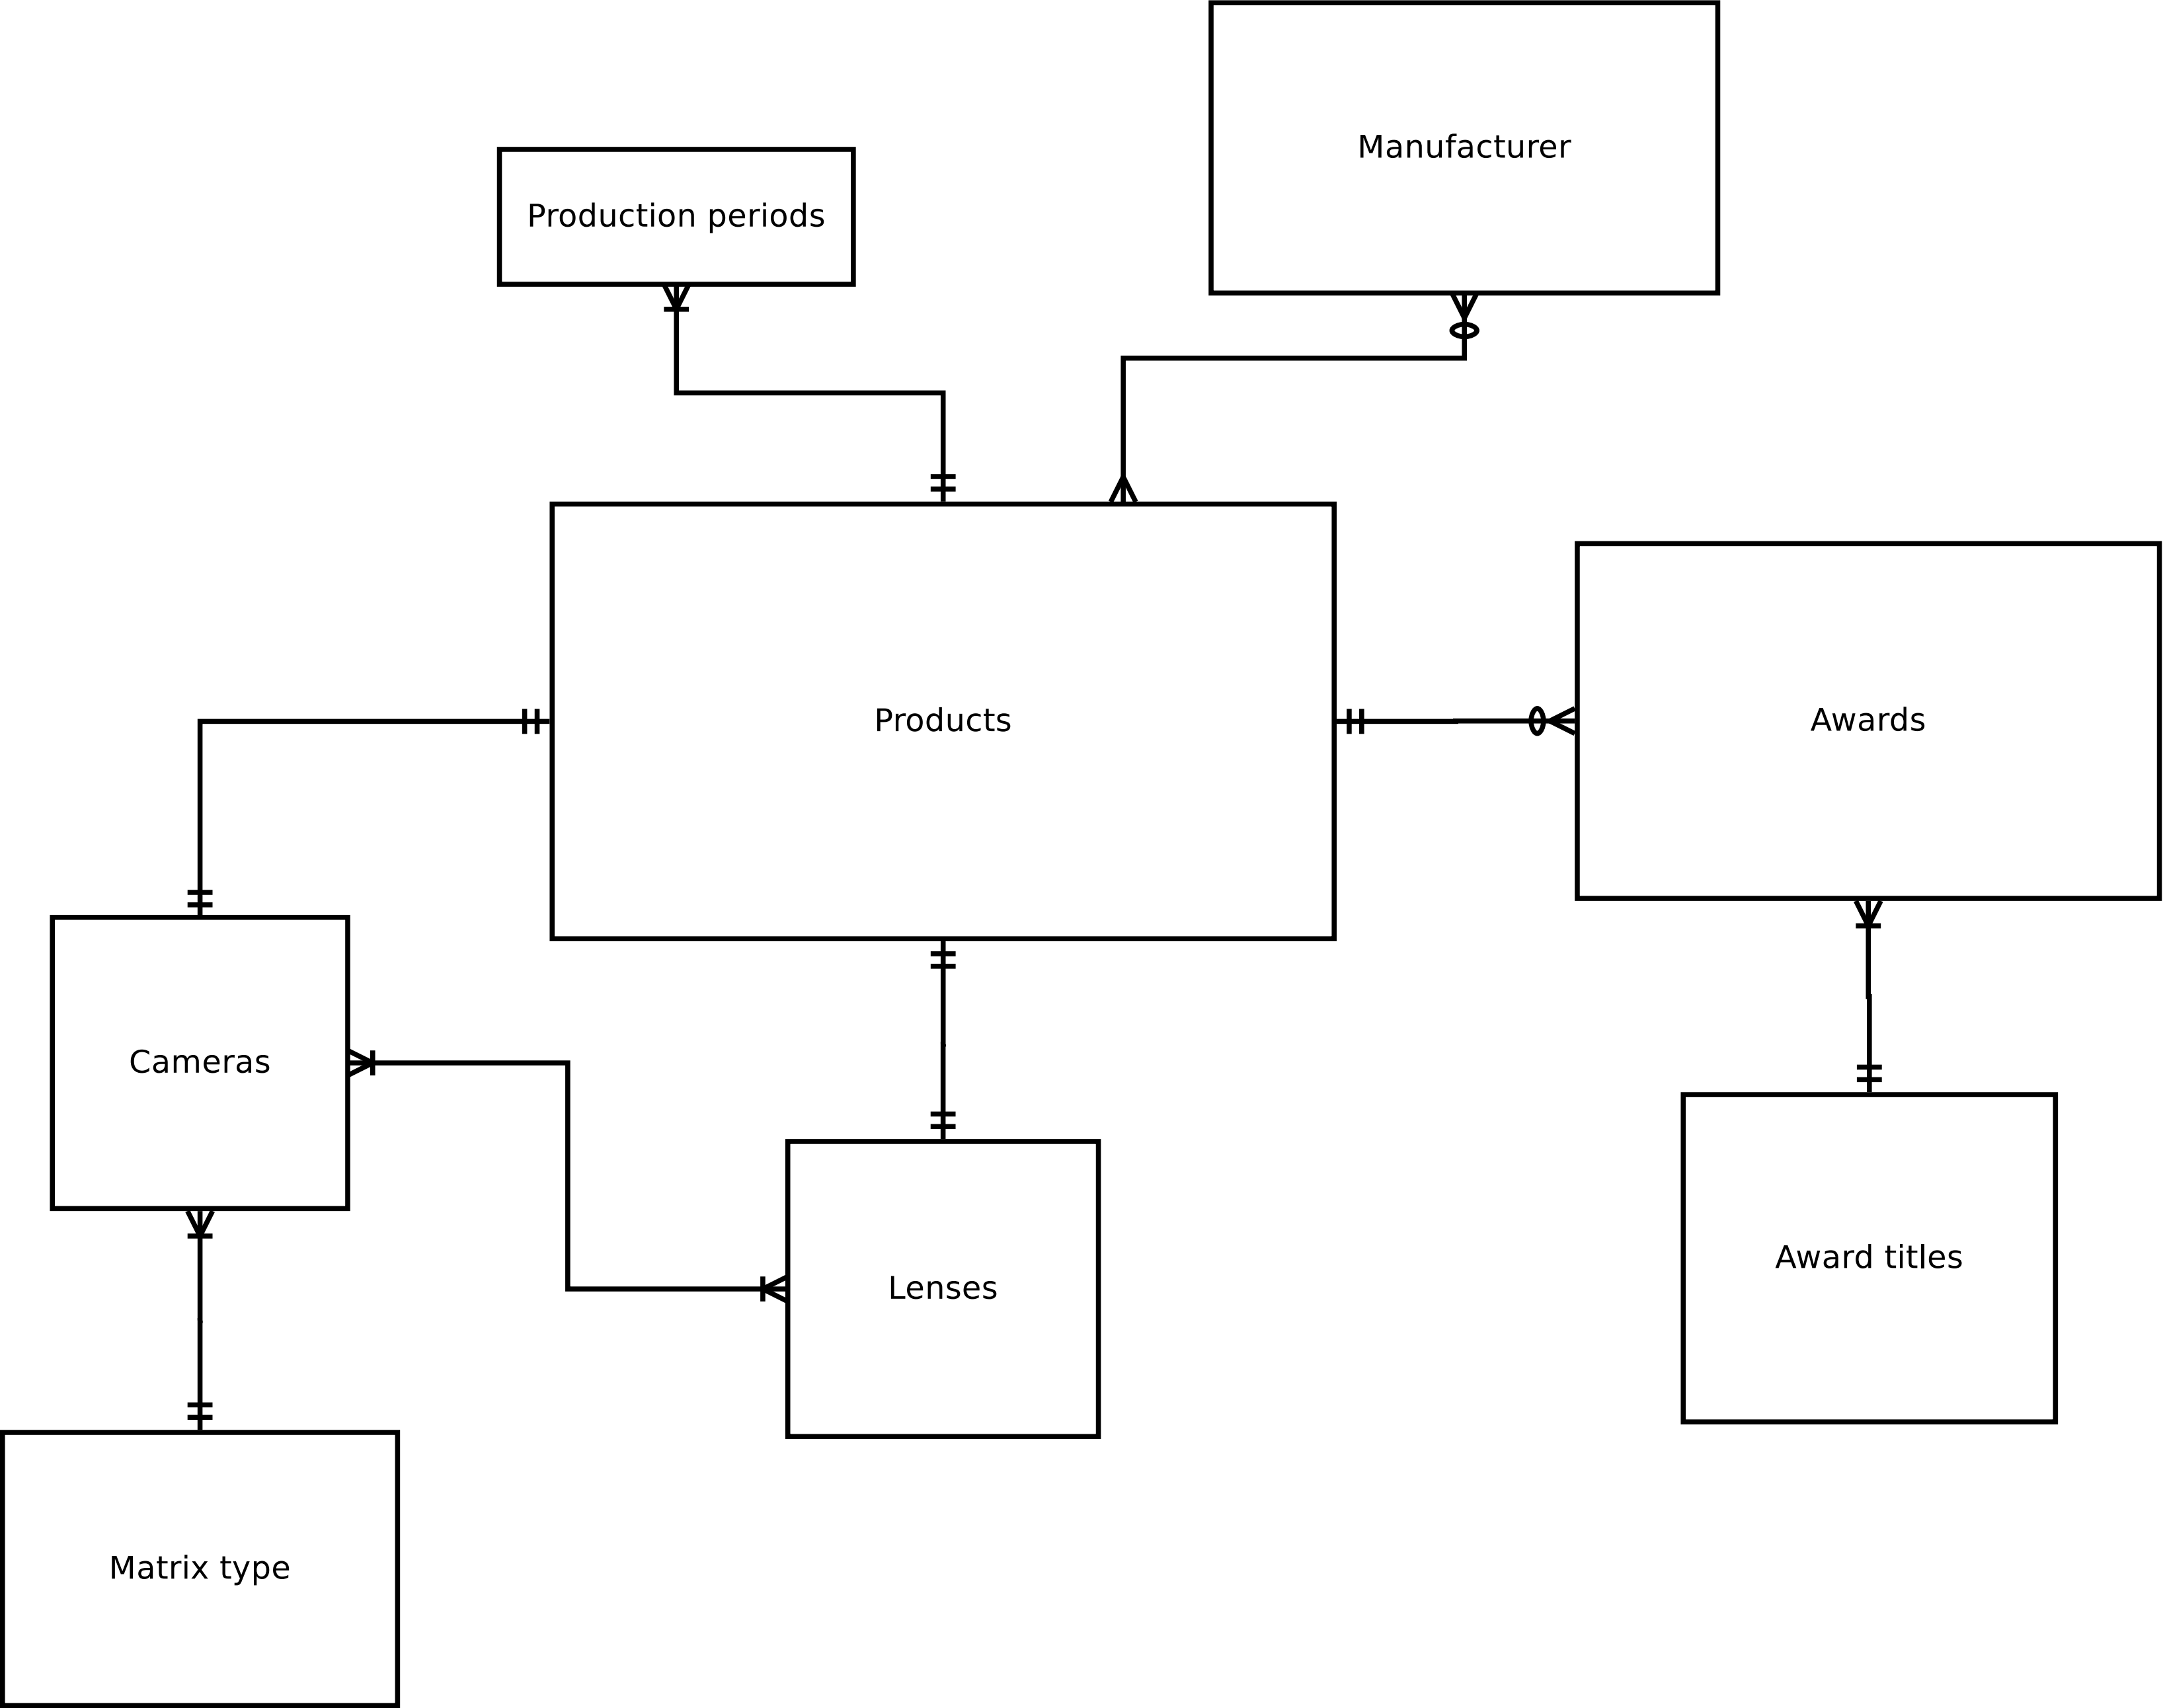 Manufacturer
Production periods
Products
Awards
Cameras
Award titles
Lenses
Matrix type